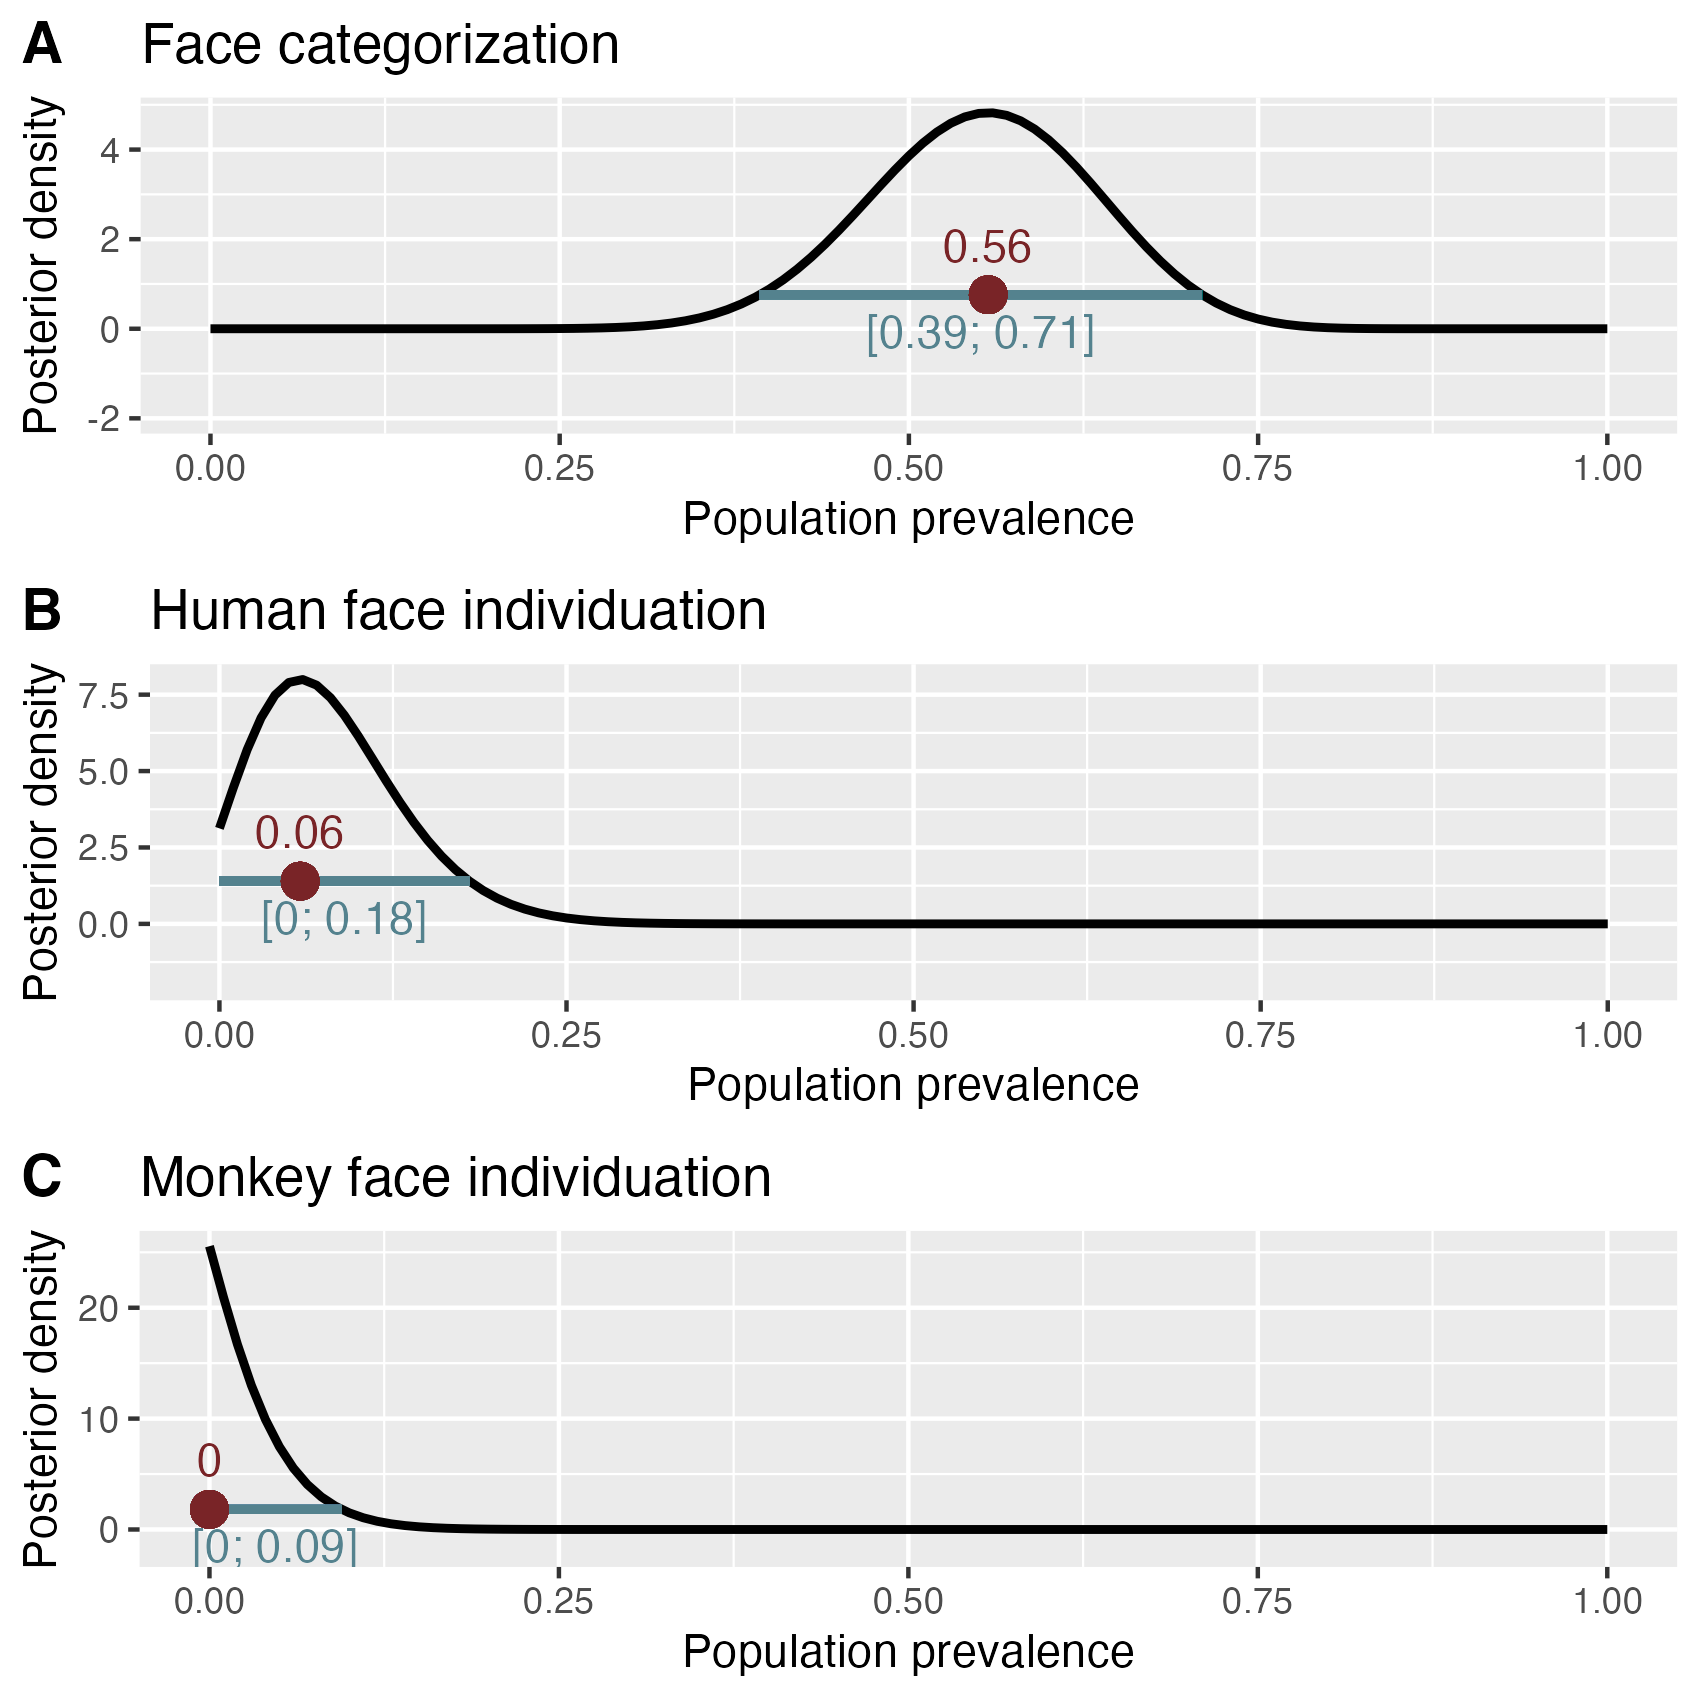 A Face categorization
Posterior density
4
2
0
-2
0.56
[0.39; 0.71]
0.00 0.25 0.50 0.75 1.00
Population prevalence
B Human face individuation
Posterior density
7.5
5.0
2.5
0.0
0.06
[0; 0.18]
0.00 0.25 0.50 0.75 1.00
Population prevalence
C Monkey face individuation
Posterior density
20
10
0
0
[0; 0.09]
0.00 0.25 0.50 0.75 1.00
Population prevalence